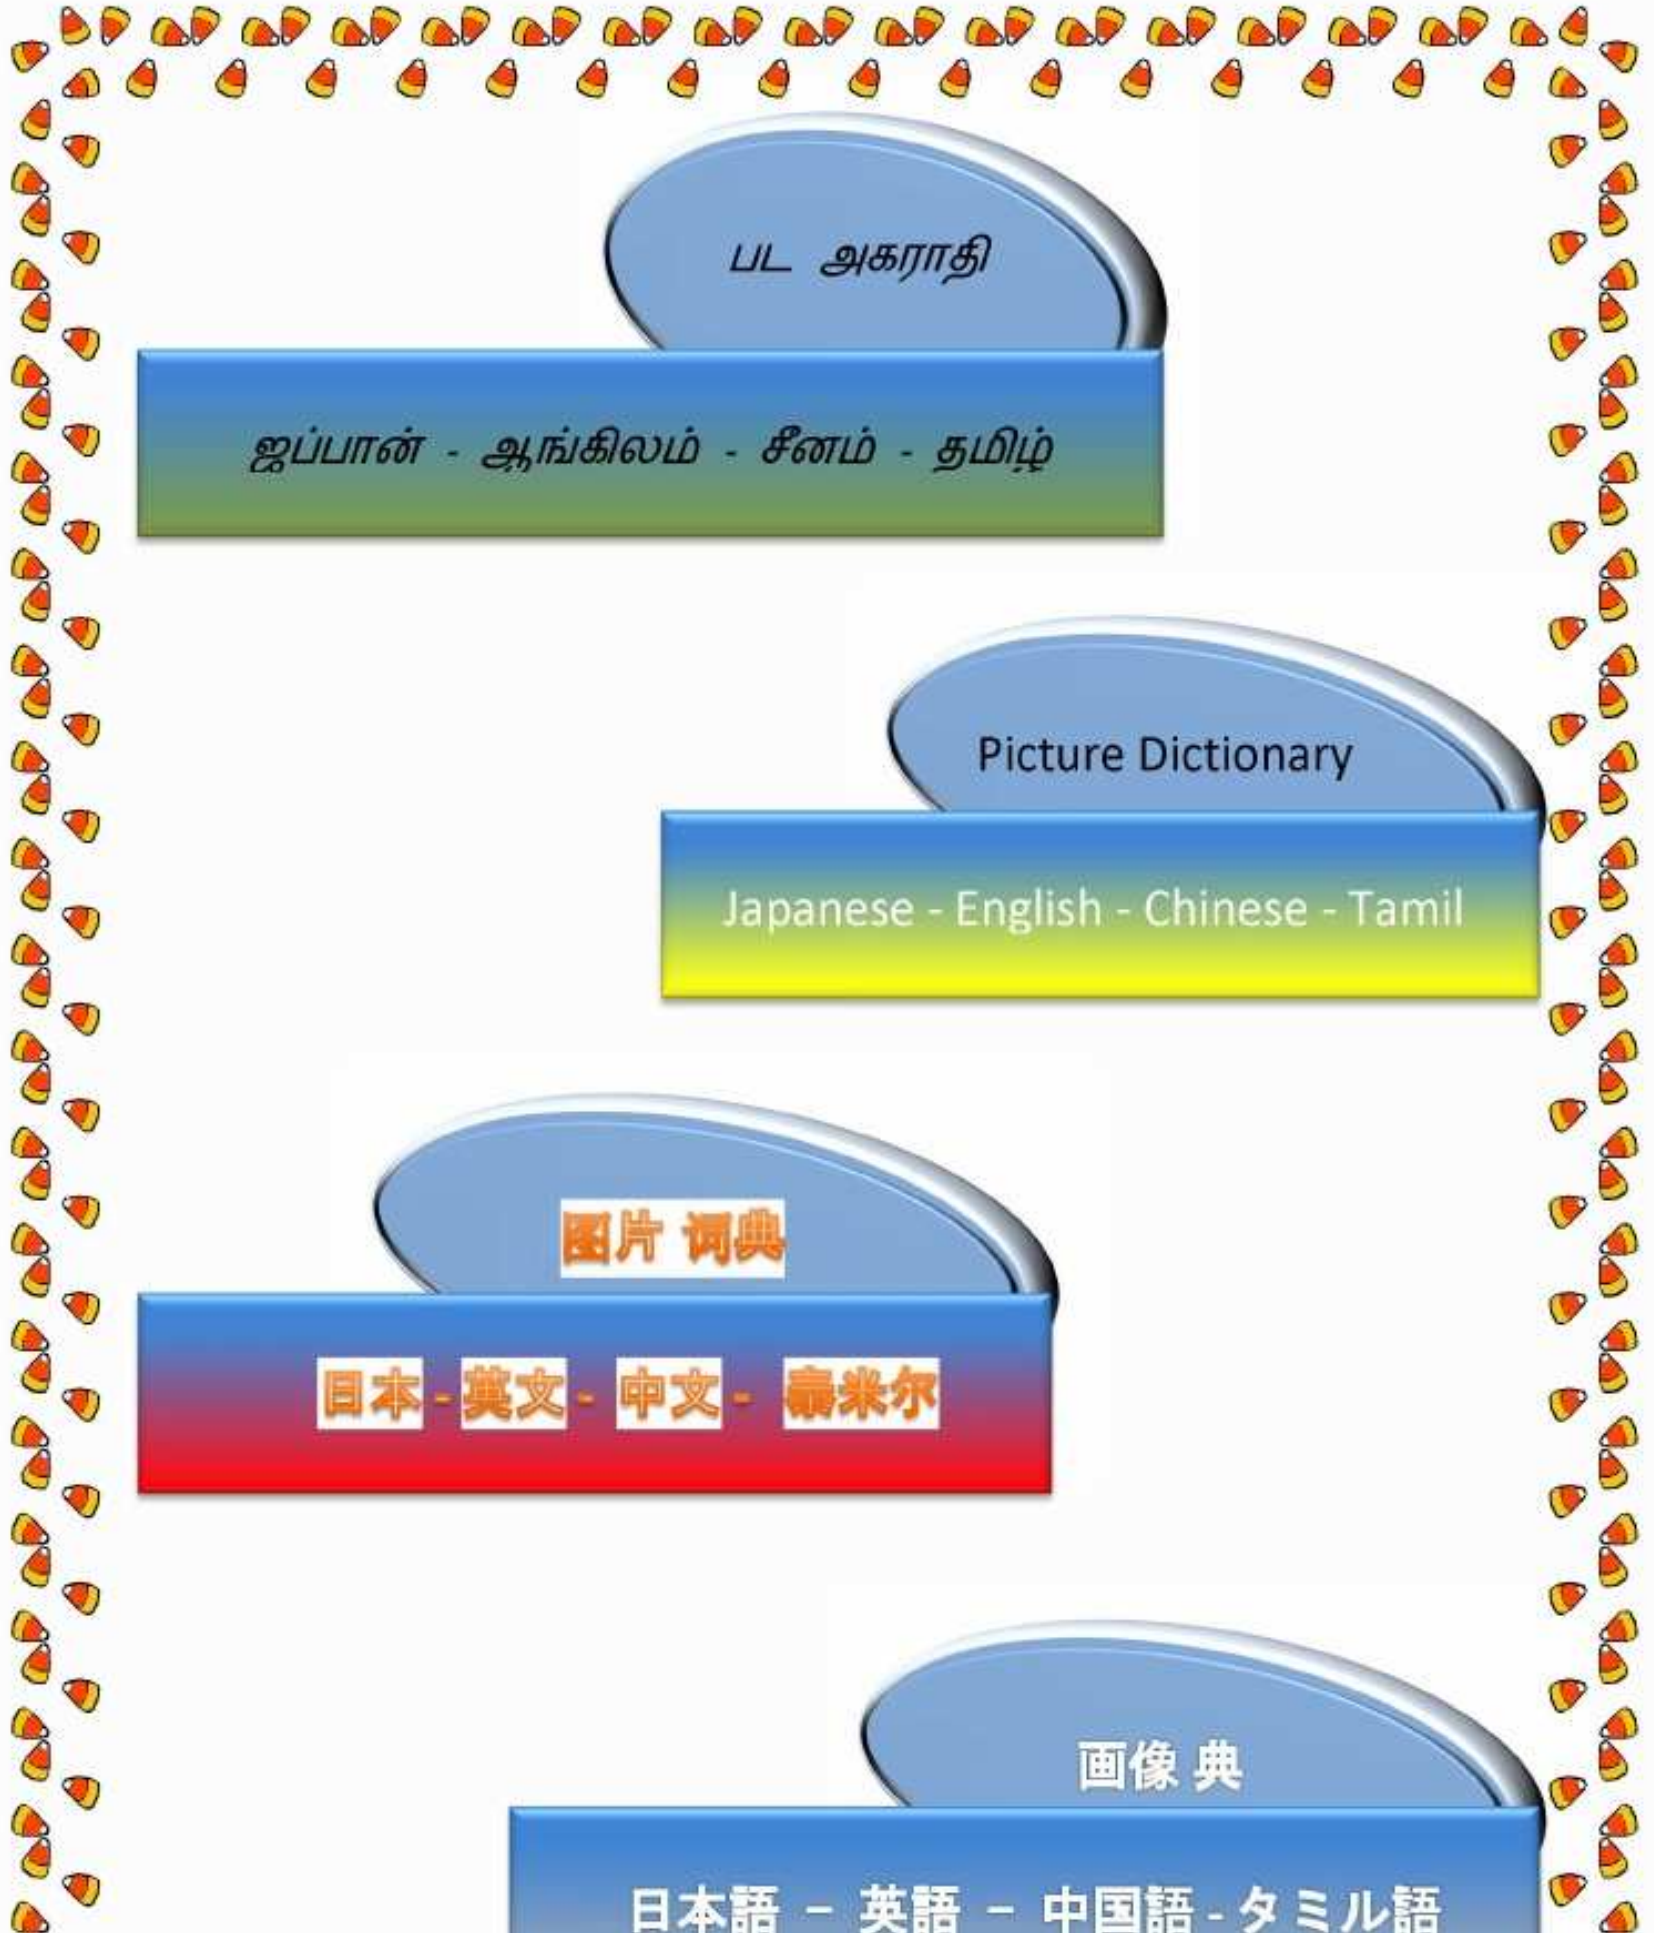 பட அகராதி
ஜப்பான் - ஆங்கிலம் - சீனம் - தமிழ்
Picture Dictionary
Japanese - English - Chinese - Tamil
图片 词典
日本 - 英文 - 中文 - 泰米尔
画像 典
日本語 – 英語 – 中国語 - タミル語